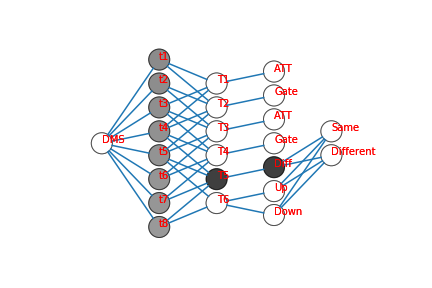 DMS
t1
t2
t3
t4
t5
t6
t7
t8
T1
T2
T3
T4
T5
T6
ATT
Gate
ATT
Gate
Diff
Up
Down
Same
Different